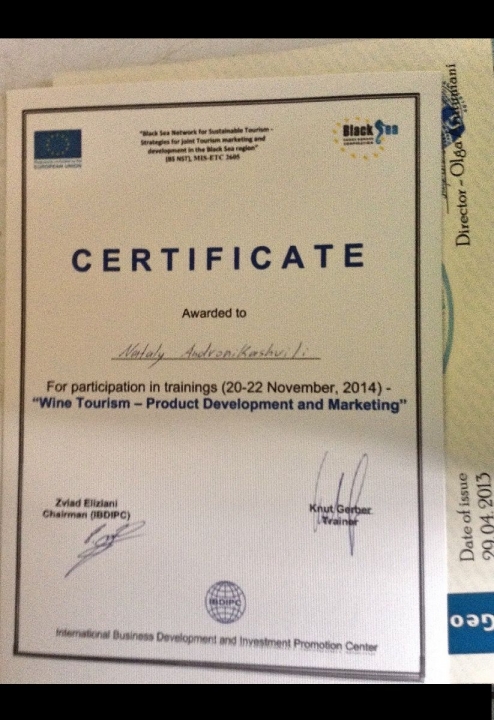 "Black Sea Network for Sustainable Tourism -
Strategies for joint Tourism marketing and
development in the Black Sea region"
(BS NST), MIS-ETC 2605
EUROPEAN UNION
Black Sea
CERTIFICATE
Awarded to
Nataly Andronikashvili
For participation in trainings (20-22 November, 2014) -
"Wine Tourism – Product Development and Marketing"
Zviad Eliziani
Chairman (IBDIPC)
Knut Gerber
Trainer
IBDIPC
International Business Development and Investment Promotion Center
Director - Olga
Date of issue
29.04.2013
Geo